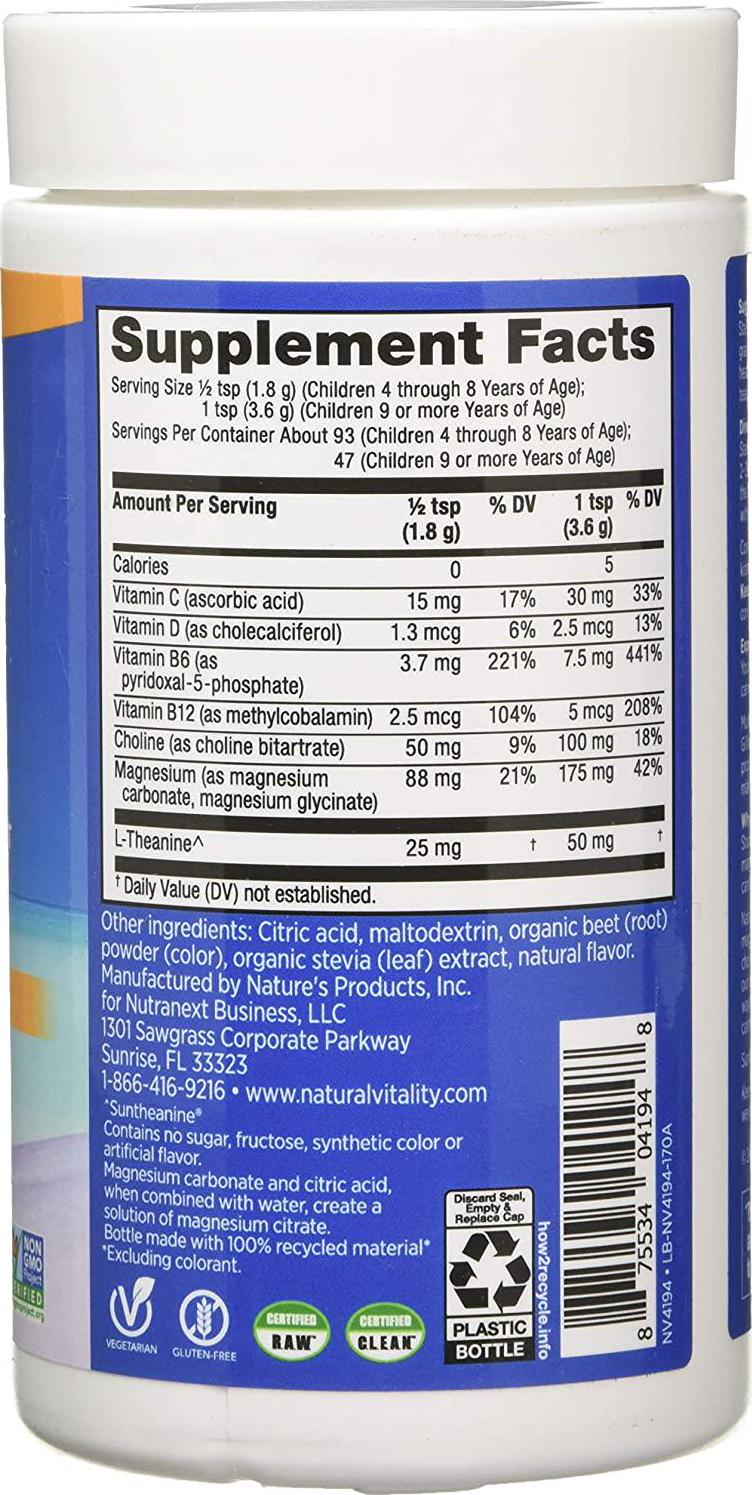 Supplement Facts
Serving Size ½ tsp (1.8 g) (Children 4 through 8 Years of Age);
1 tsp (3.6 g) (Children 9 or more Years of Age)
Servings Per Container About 93 (Children 4 through 8 Years of Age);
47 (Children 9 or more Years of Age)
Amount Per Serving ½ tsp % DV 1 tsp % DV
(1.8 g) (3.6 g)
Calories 0 5
Vitamin C (ascorbic acid) 15 mg 17% 30 mg 33%
Vitamin D (as cholecalciferol) 1.3 mcg 6% 2.5 mcg 13%
Vitamin B6 (as 3.7 mg 221% 7.5 mg 441%
pyridoxal-5-phosphate)
Vitamin B12 (as methylcobalamin) 2.5 mcg 104% 5 mcg 208%
Choline (as choline bitartrate) 50 mg 9% 100 mg 18%
Magnesium (as magnesium 88 mg 21% 175 mg 42%
carbonate, magnesium glycinate)
L-Theanine^ 25 mg † 50 mg †
† Daily Value (DV) not established.
Other ingredients: Citric acid, maltodextrin, organic beet (root)
powder (color), organic stevia (leaf) extract, natural flavor.
Manufactured by Nature's Products, Inc.
for Nutranext Business, LLC
1301 Sawgrass Corporate Parkway
Sunrise, FL 33323
1-866-416-9216 • www.naturalvitality.com
^Suntheanine®
Contains no sugar, fructose, synthetic color or
artificial flavor.
Magnesium carbonate and citric acid,
when combined with water, create a
solution of magnesium citrate.
Bottle made with 100% recycled material*
*Excluding colorant.
VEGETARIAN
GLUTEN-FREE
CERTIFIED
R.A.W™
CERTIFIED
C.L.E.A.N™
Discard Seal,
Empty &
Replace Cap
PLASTIC
BOTTLE
how2recycle.info
8 75534 04194 8
NV4194 • LB-NV4194-170A
NON
GMO
Project